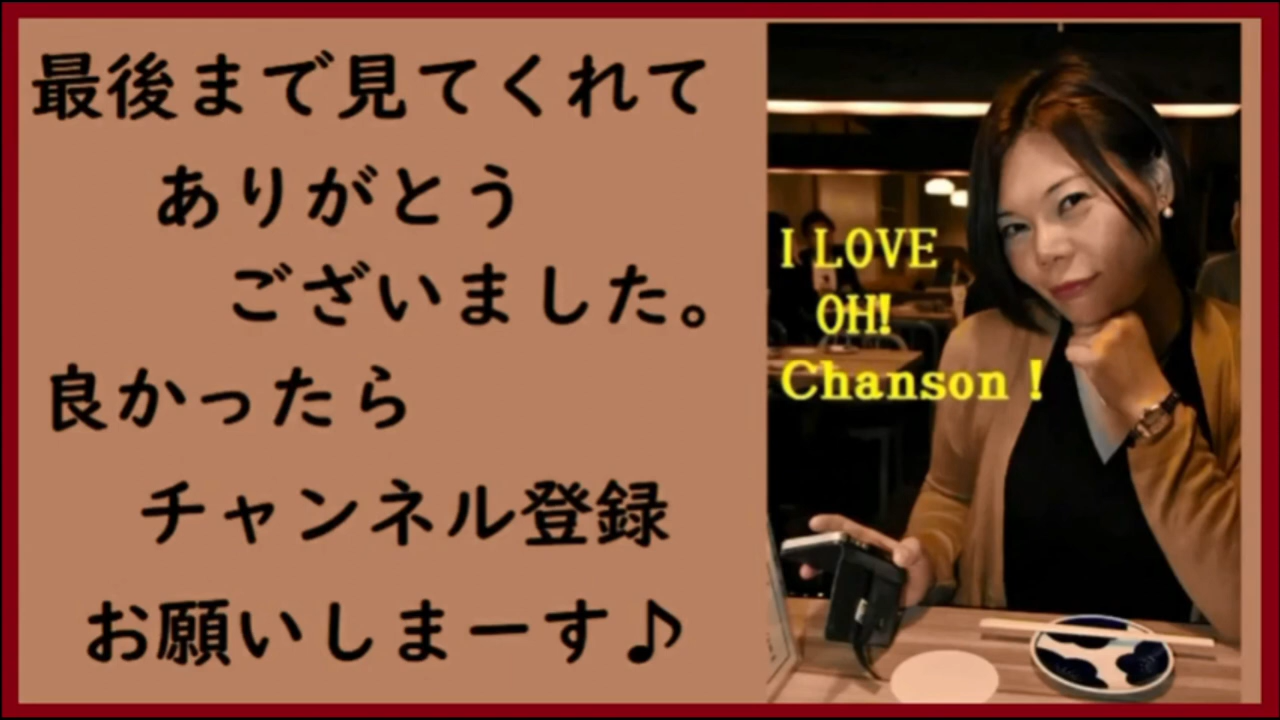 最後まで見てくれて
ありがとう
ございました。
良かったら
チャンネル登録
お願いしまーす♪
I LOVE
OH!
Chanson！